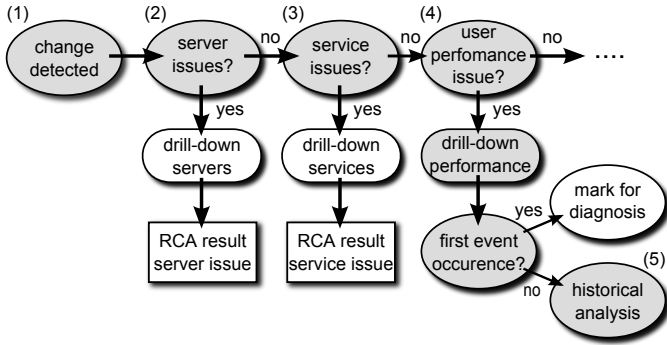 (1)
change
detected
(2)
server
issues?
no
(3)
service
issues?
no
(4)
user
perfomance
issue?
no
....
yes
yes
yes
drill-down
servers
drill-down
services
drill-down
performance
RCA result
server issue
RCA result
service issue
first event
occurence?
yes
mark for
diagnosis
no
(5)
historical
analysis